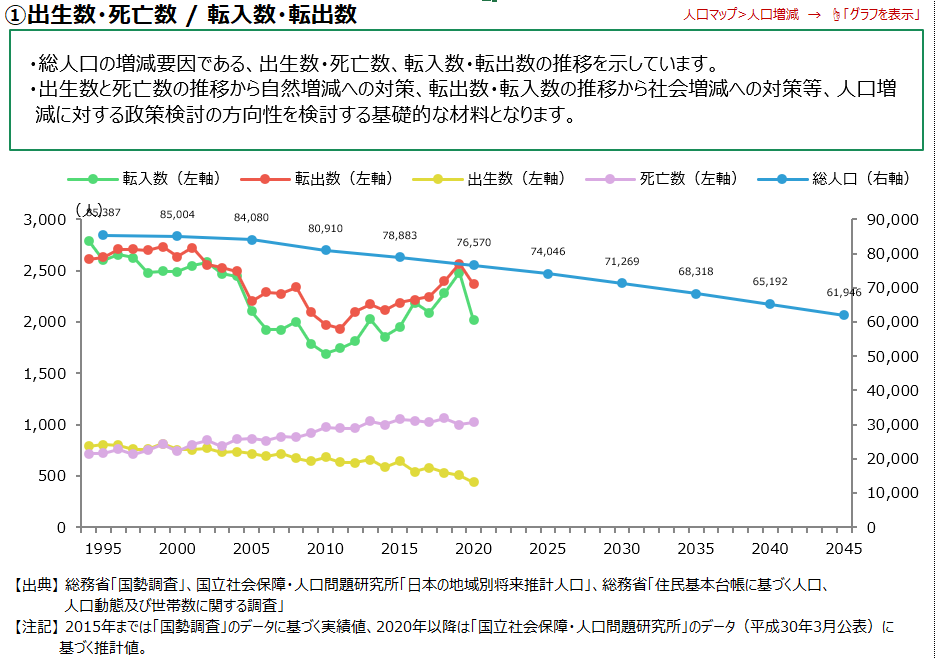 ①出生数・死亡数 / 転入数・転出数
人口マップ>人口増減 → ☝「グラフを表示」
・総人口の増減要因である、出生数・死亡数、転入数・転出数の推移を示しています。
・出生数と死亡数の推移から自然増減への対策、転出数・転入数の推移から社会増減への対策等、人口増
減に対する政策検討の方向性を検討する基礎的な材料となります。
転入数（左軸） 転出数（左軸） 出生数（左軸） 死亡数（左軸） 総人口（右軸）
（人）
3,000
2,500
2,000
1,500
1,000
500
0
85,387 85,004 84,080 80,910 78,883 76,570 74,046 71,269 68,318 65,192 61,946
90,000
80,000
70,000
60,000
50,000
40,000
30,000
20,000
10,000
0
1995 2000 2005 2010 2015 2020 2025 2030 2035 2040 2045
【出典】 総務省「国勢調査」、国立社会保障・人口問題研究所「日本の地域別将来推計人口」、総務省「住民基本台帳に基づく人口、
人口動態及び世帯数に関する調査」
【注記】 2015年までは「国勢調査」のデータに基づく実績値、2020年以降は「国立社会保障・人口問題研究所」のデータ（平成30年3月公表）に
基づく推計値。